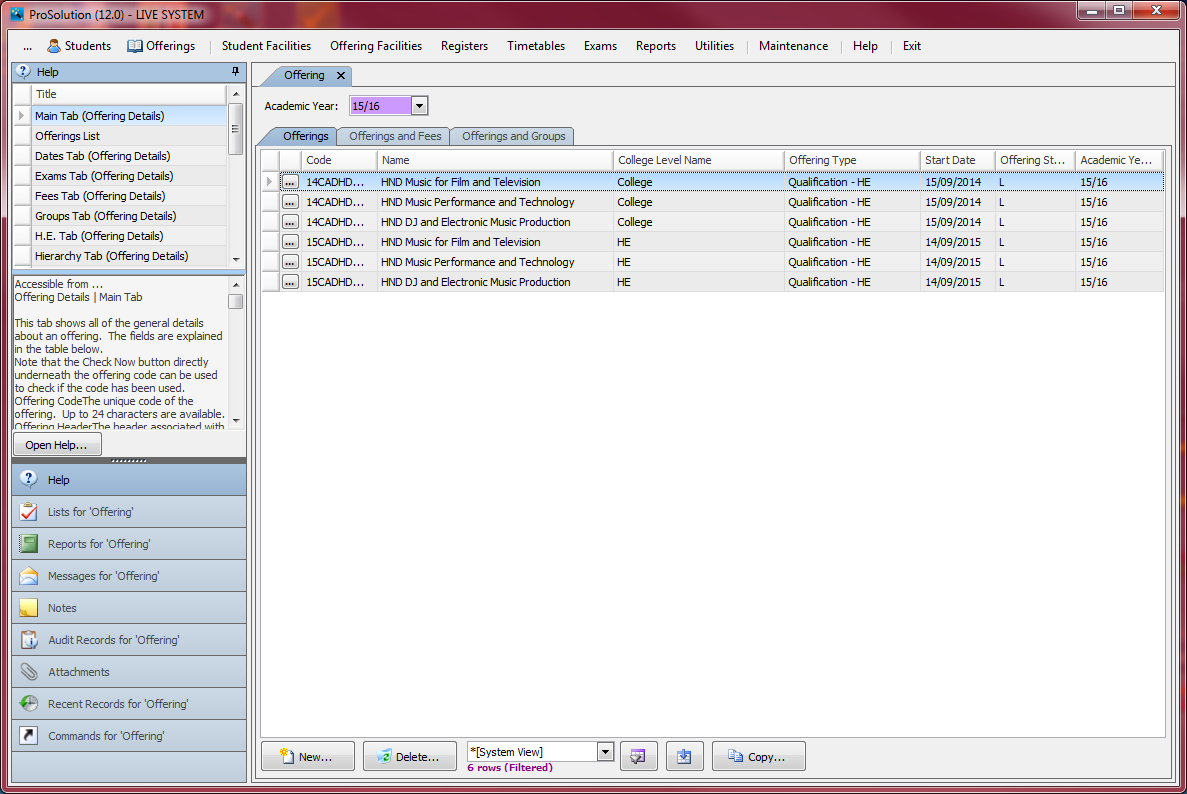 ProSolution (12.0) - LIVE SYSTEM
... Students Offerings Student Facilities Offering Facilities Registers Timetables Exams Reports Utilities Maintenance Help Exit
Help
Title
Main Tab (Offering Details)
Offerings List
Dates Tab (Offering Details)
Exams Tab (Offering Details)
Fees Tab (Offering Details)
Groups Tab (Offering Details)
H.E. Tab (Offering Details)
Hierarchy Tab (Offering Details)
Accessible from ...
Offering Details | Main Tab
This tab shows all of the general details
about an offering. The fields are explained
in the table below.
Note that the Check Now button directly
underneath the offering code can be used
to check if the code has been used.
Offering CodeThe unique code of the
offering. Up to 24 characters are available.
Offering HeaderThe header associated with
Open Help...
Help
Lists for 'Offering'
Reports for 'Offering'
Messages for 'Offering'
Notes
Audit Records for 'Offering'
Attachments
Recent Records for 'Offering'
Commands for 'Offering'
Offering
Academic Year: 15/16
Offerings Offerings and Fees Offerings and Groups
Code Name College Level Name Offering Type Start Date Offering St... Academic Ye...
... 14CADHD... HND Music for Film and Television College Qualification - HE 15/09/2014 L 15/16
... 14CADHD... HND Music Performance and Technology College Qualification - HE 15/09/2014 L 15/16
... 14CADHD... HND DJ and Electronic Music Production College Qualification - HE 15/09/2014 L 15/16
... 15CADHD... HND Music for Film and Television HE Qualification - HE 14/09/2015 L 15/16
... 15CADHD... HND Music Performance and Technology HE Qualification - HE 14/09/2015 L 15/16
... 15CADHD... HND DJ and Electronic Music Production HE Qualification - HE 14/09/2015 L 15/16
New... Delete... *[System View] Copy...
6 rows (Filtered)